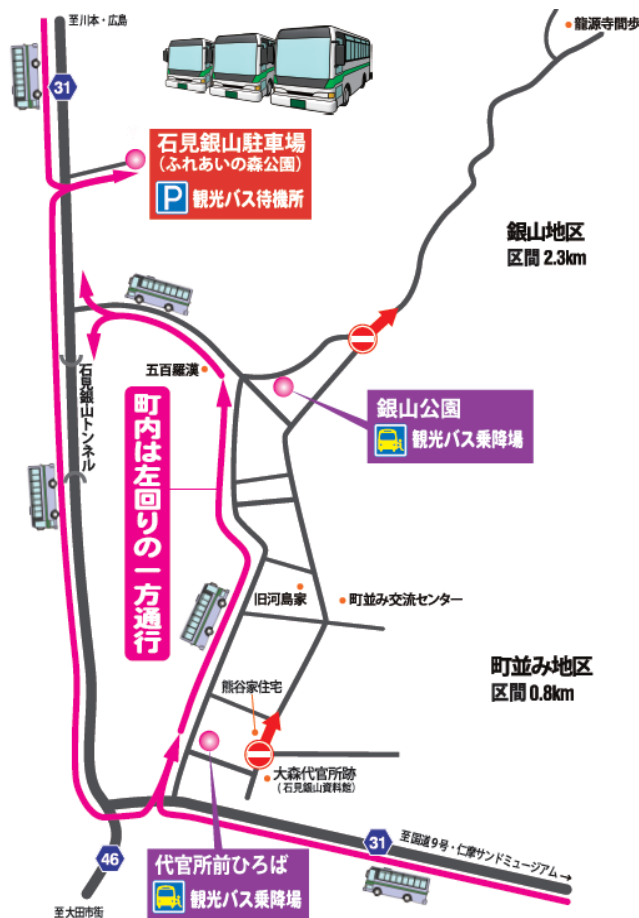 至川本・広島
31
龍源寺間歩
石見銀山駐車場
(ふれあいの森公園)
P 観光バス待機所
銀山地区
区間 2.3km
五百羅漢
石見銀山トンネル
銀山公園
観光バス乗降場
町内は左回りの一方通行
旧河島家
町並み交流センター
町並み地区
区間 0.8km
熊谷家住宅
大森代官所跡
(石見銀山資料館)
31
至国道9号・仁摩サンドミュージアム→
46
代官所前ひろば
観光バス乗降場
至大田市街